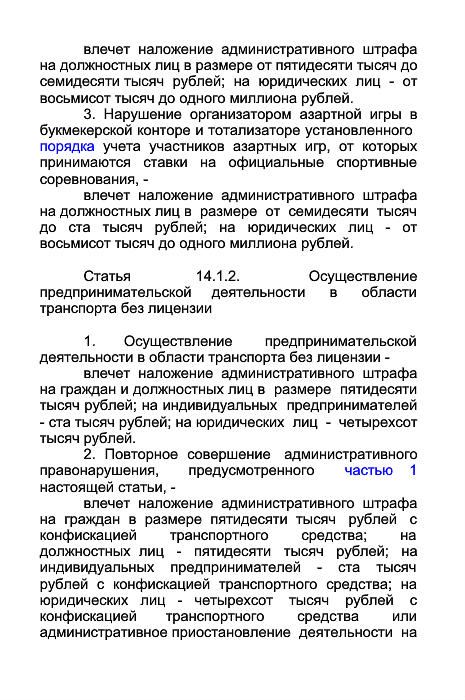 влечет наложение административного штрафа
на должностных лиц в размере от пятидесяти тысяч до
семидесяти тысяч рублей; на юридических лиц - от
восьмисот тысяч до одного миллиона рублей.
3. Нарушение организатором азартной игры в
букмекерской конторе и тотализаторе установленного
порядка учета участников азартных игр, от которых
принимаются ставки на официальные спортивные
соревнования, -
влечет наложение административного штрафа
на должностных лиц в размере от семидесяти тысяч
до ста тысяч рублей; на юридических лиц - от
восьмисот тысяч до одного миллиона рублей.
Статья 14.1.2. Осуществление
предпринимательской деятельности в области
транспорта без лицензии
1. Осуществление предпринимательской
деятельности в области транспорта без лицензии -
влечет наложение административного штрафа
на граждан и должностных лиц в размере пятидесяти
тысяч рублей; на индивидуальных предпринимателей
- ста тысяч рублей; на юридических лиц - четырехсот
тысяч рублей.
2. Повторное совершение административного
правонарушения, предусмотренного частью 1
настоящей статьи, -
влечет наложение административного штрафа
на граждан в размере пятидесяти тысяч рублей с
конфискацией транспортного средства; на
должностных лиц - пятидесяти тысяч рублей; на
индивидуальных предпринимателей - ста тысяч
рублей с конфискацией транспортного средства; на
юридических лиц - четырехсот тысяч рублей с
конфискацией транспортного средства или
административное приостановление деятельности на